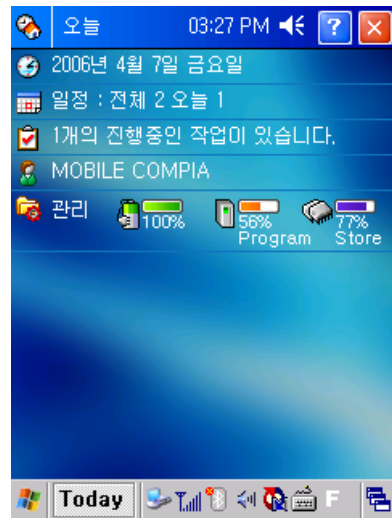 오늘 03:27 PM ?
2006년 4월 7일 금요일
일정 : 전체 2 오늘 1
1개의 진행중인 작업이 있습니다.
MOBILE COMPIA
관리 100% 56% 77%
Program Store
Today F